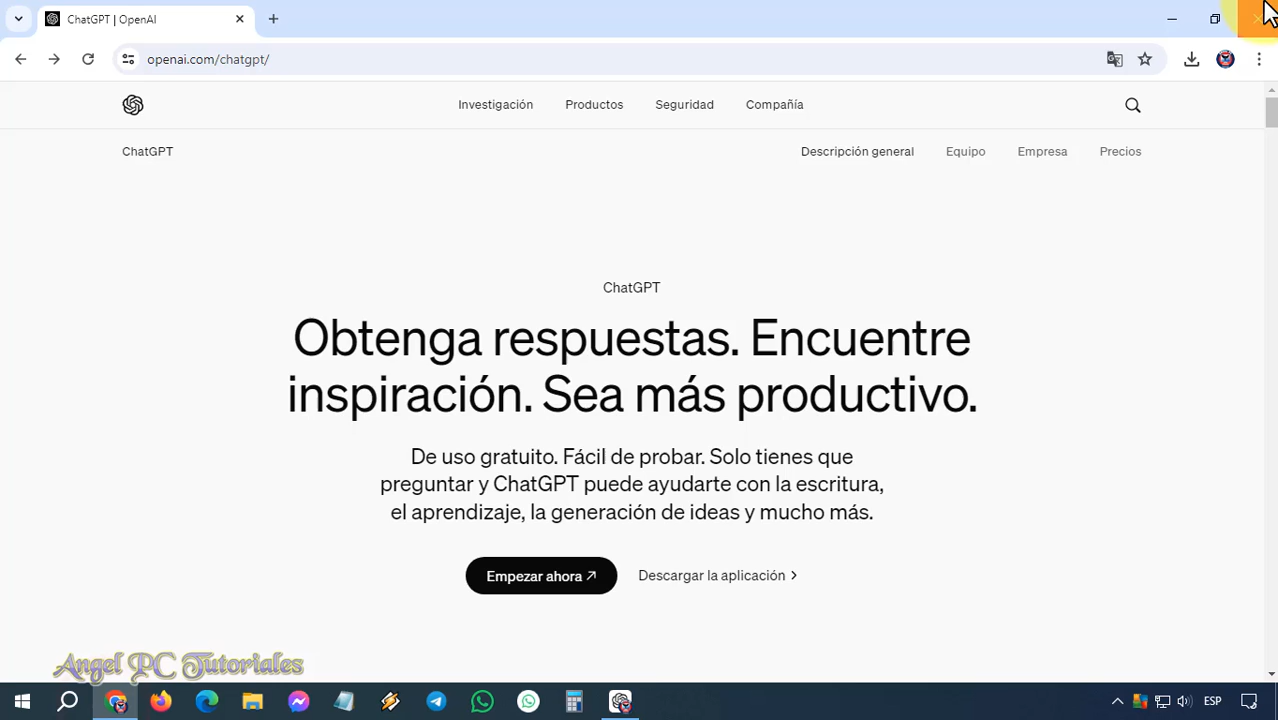 ChatGPT | OpenAI
openai.com/chatgpt/
Investigación Productos Seguridad Compañía
ChatGPT Descripción general Equipo Empresa Precios
ChatGPT
Obtenga respuestas. Encuentre
inspiración. Sea más productivo.
De uso gratuito. Fácil de probar. Solo tienes que
preguntar y ChatGPT puede ayudarte con la escritura,
el aprendizaje, la generación de ideas y mucho más.
Empezar ahora Descargar la aplicación
Angel PC Tutoriales
ESP